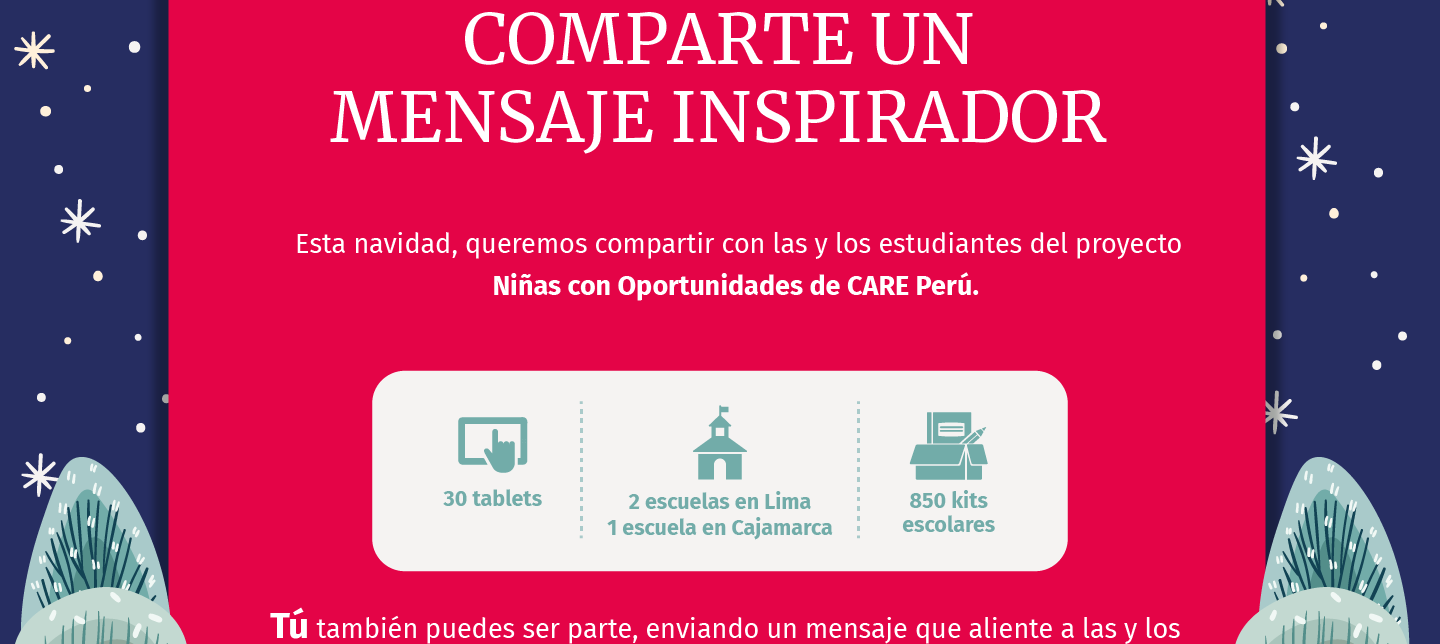 COMPARTE UN
MENSAJE INSPIRADOR
Esta navidad, queremos compartir con las y los estudiantes del proyecto
Niñas con Oportunidades de CARE Perú.
30 tablets
2 escuelas en Lima
1 escuela en Cajamarca
850 kits
escolares
Tú también puedes ser parte, enviando un mensaje que aliente a las y los